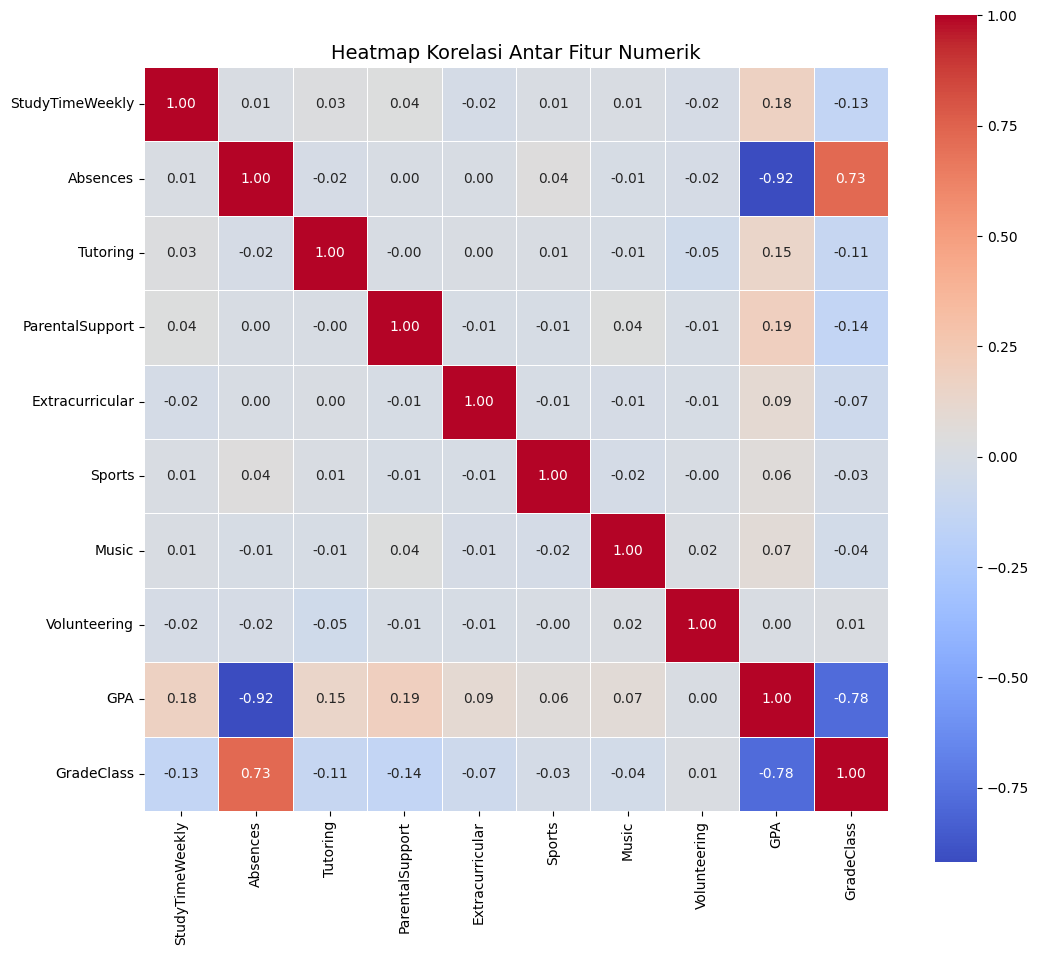 Heatmap Korelasi Antar Fitur Numerik
StudyTimeWeekly 1.00 0.01 0.03 0.04 -0.02 0.01 0.01 -0.02 0.18 -0.13
Absences 0.01 1.00 -0.02 0.00 0.00 0.04 -0.01 -0.02 -0.92 0.73
Tutoring 0.03 -0.02 1.00 -0.00 0.00 0.01 -0.01 -0.05 0.15 -0.11
ParentalSupport 0.04 0.00 -0.00 1.00 -0.01 -0.01 0.04 -0.01 0.19 -0.14
Extracurricular -0.02 0.00 0.00 -0.01 1.00 -0.01 -0.01 -0.01 0.09 -0.07
Sports 0.01 0.04 0.01 -0.01 -0.01 1.00 -0.02 -0.00 0.06 -0.03
Music 0.01 -0.01 -0.01 0.04 -0.01 -0.02 1.00 0.02 0.07 -0.04
Volunteering -0.02 -0.02 -0.05 -0.01 -0.01 -0.00 0.02 1.00 0.00 0.01
GPA 0.18 -0.92 0.15 0.19 0.09 0.06 0.07 0.00 1.00 -0.78
GradeClass -0.13 0.73 -0.11 -0.14 -0.07 -0.03 -0.04 0.01 -0.78 1.00
StudyTimeWeekly Absences Tutoring ParentalSupport Extracurricular Sports Music Volunteering GPA GradeClass
1.00
0.75
0.50
0.25
0.00
−0.25
−0.50
−0.75